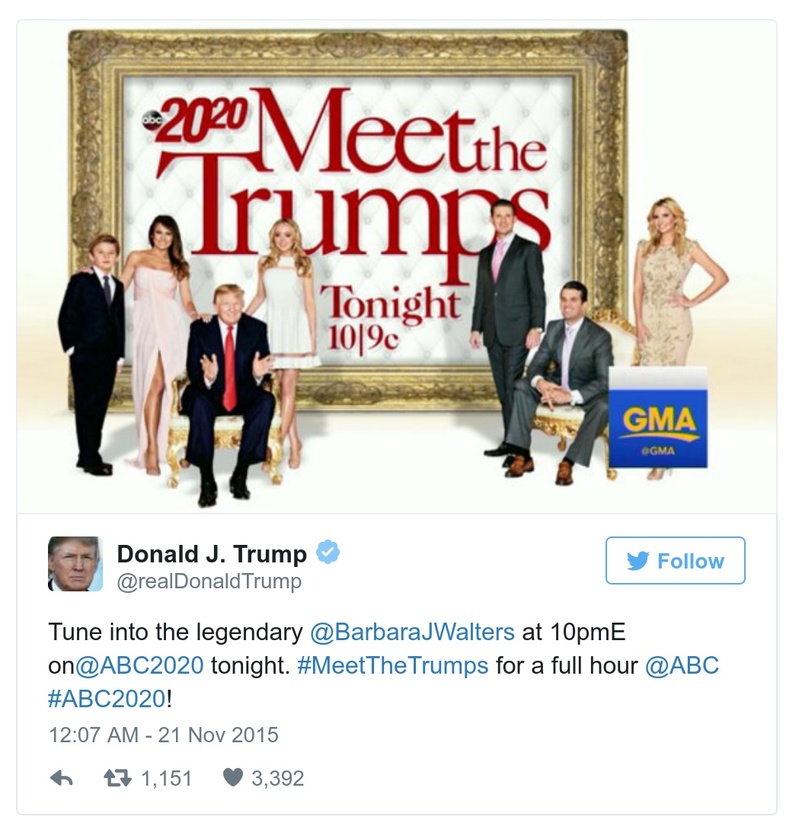 abc 2020 Meet the
Trumps
Tonight
10|9c
GMA
@GMA
Donald J. Trump
@realDonaldTrump
Follow
Tune into the legendary @BarbaraJWalters at 10pmE
on@ABC2020 tonight. #MeetTheTrumps for a full hour @ABC
#ABC2020!
12:07 AM - 21 Nov 2015
1,151 3,392